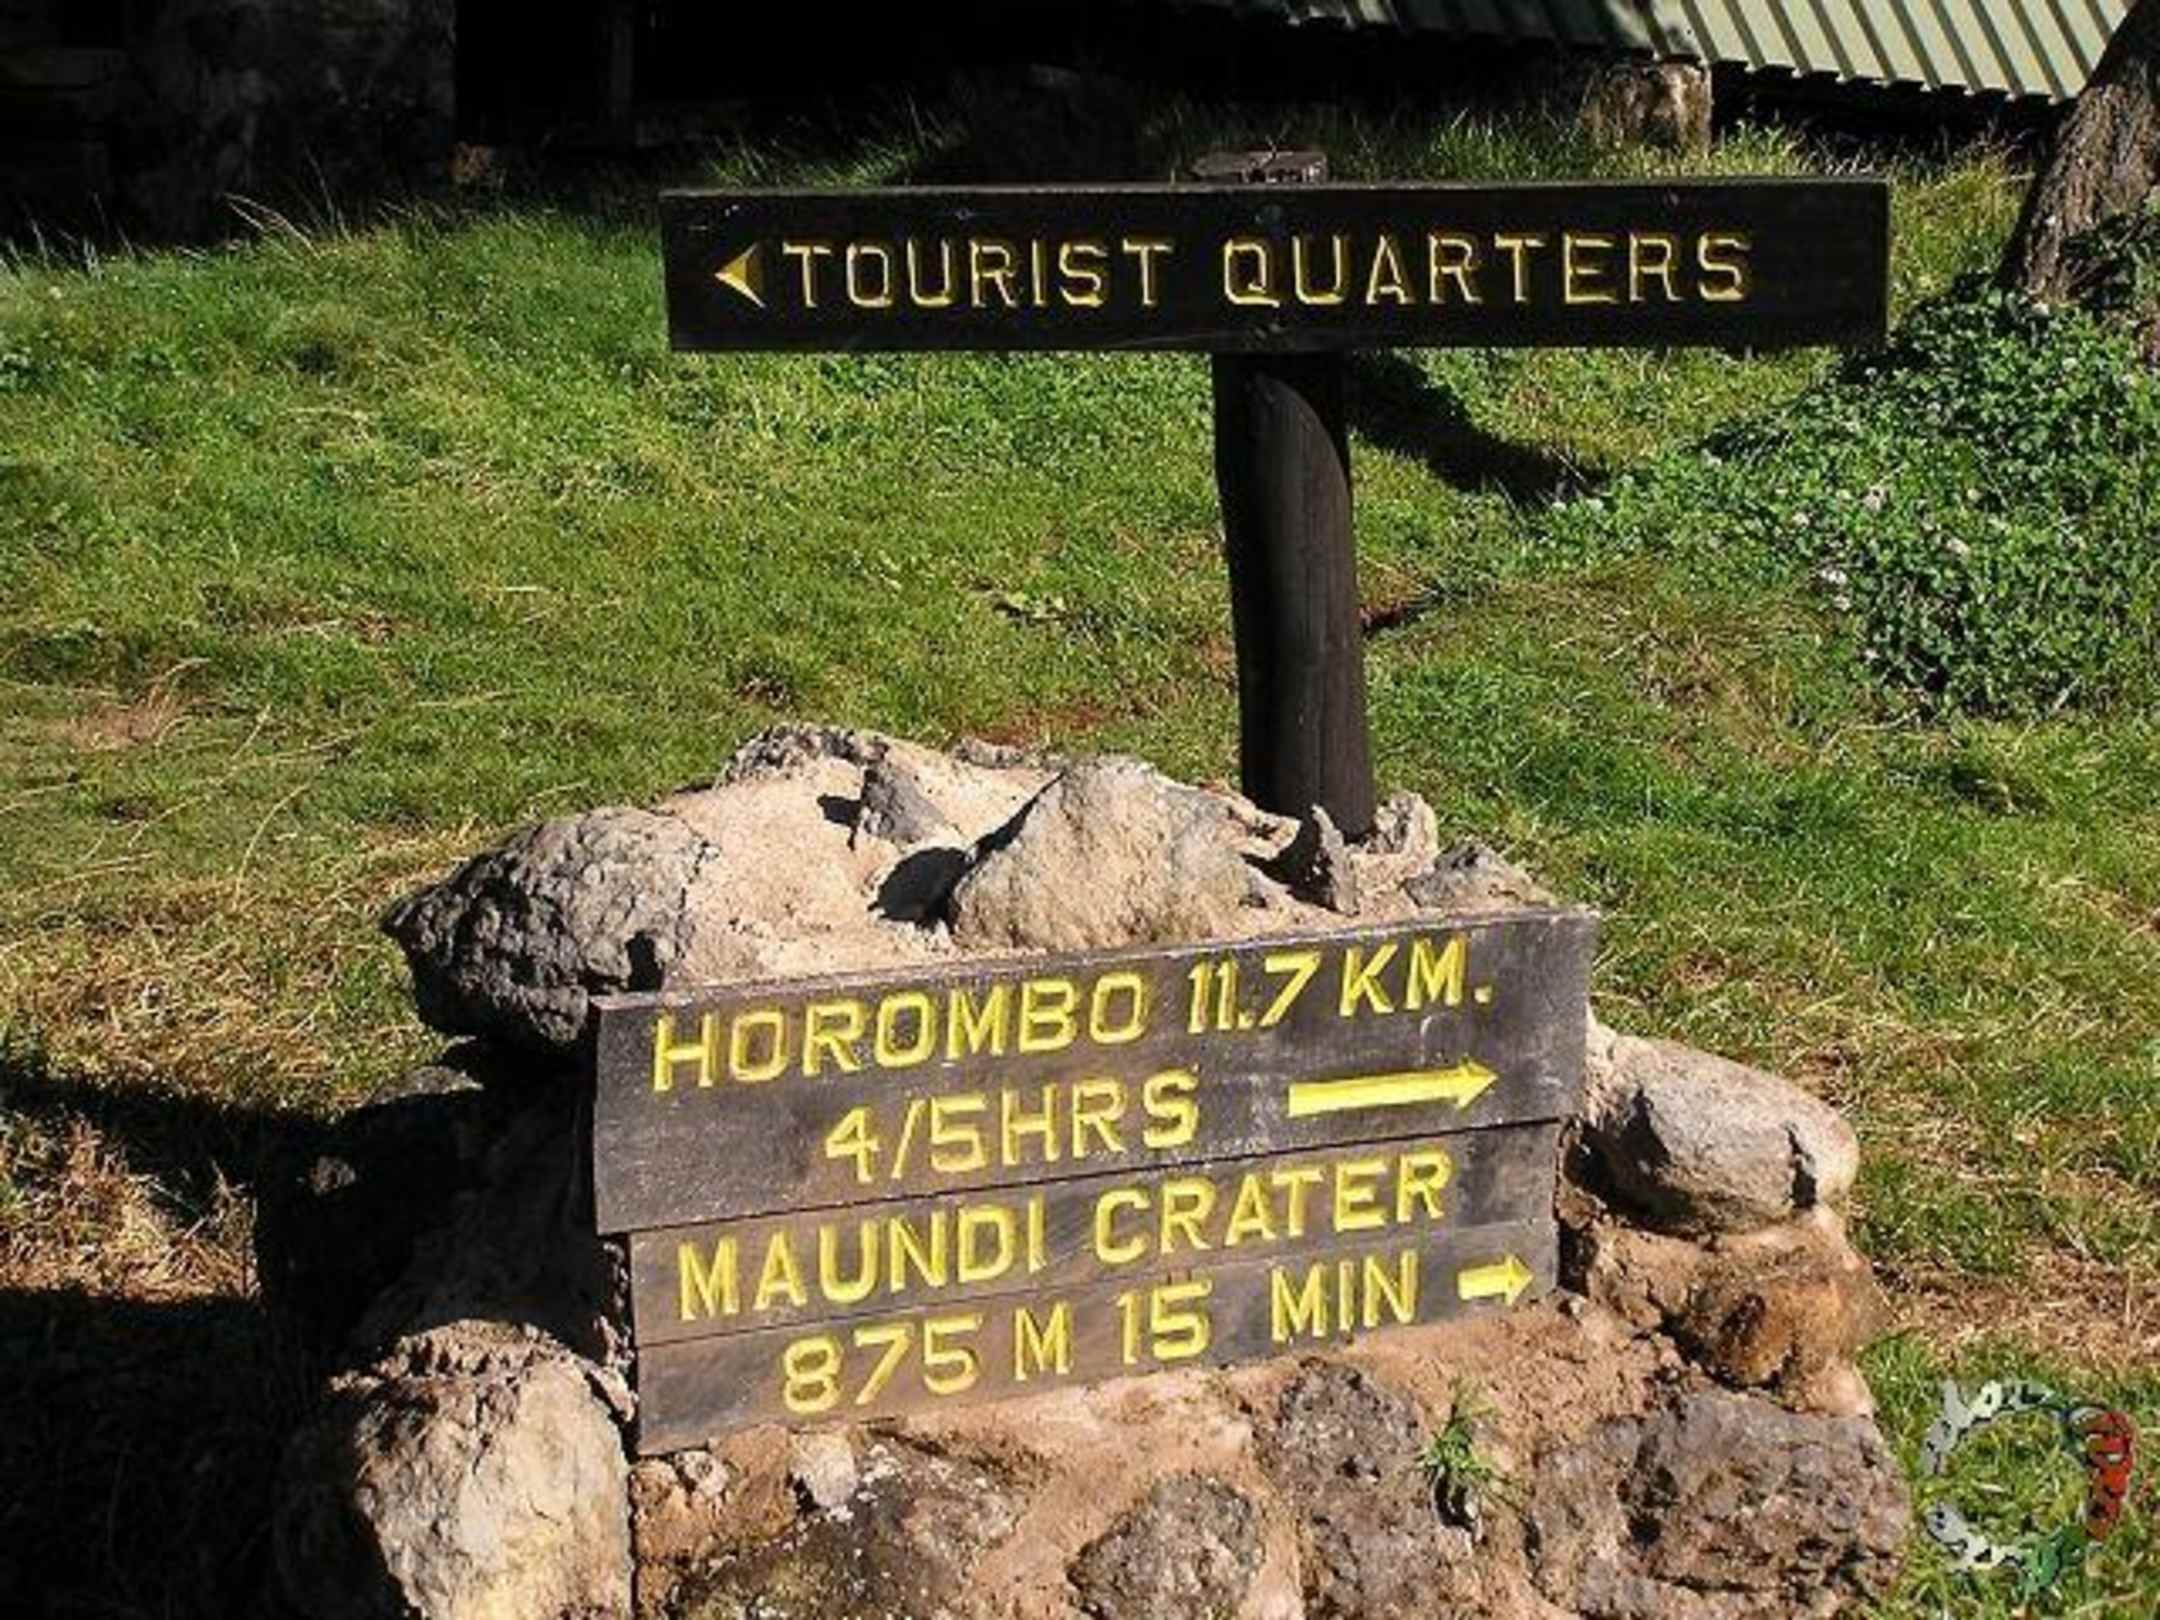 TOURIST QUARTERS
HOROMBO 11.7 KM.
4/5HRS
MAUNDI CRATER
875 M 15 MIN